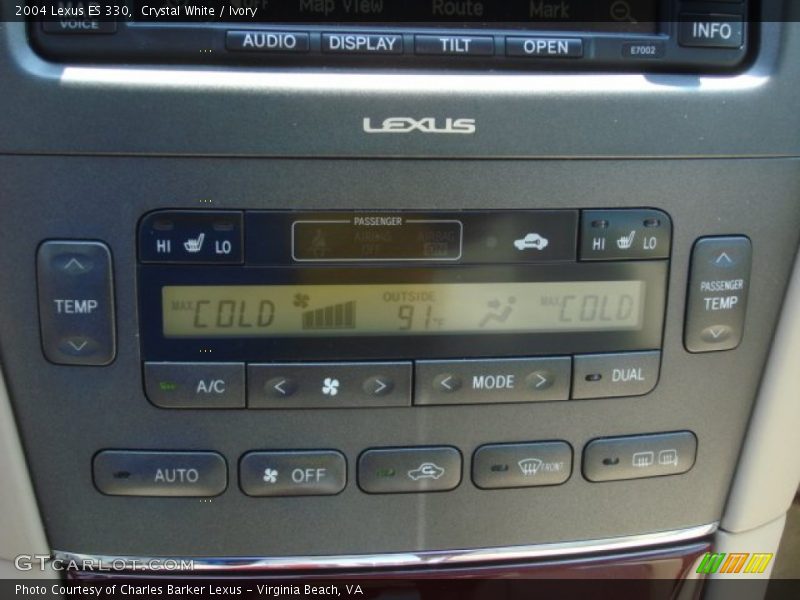 2004 Lexus ES 330, Crystal White / Ivory
VOICE
Map View Route Mark
AUDIO DISPLAY TILT OPEN
E7002
INFO
LEXUS
PASSENGER
AIRBAG OFF
HI LO
HI LO
TEMP
PASSENGER
TEMP
MAX COLD
OUTSIDE
91°F
MAX COLD
A/C < > < MODE > DUAL
AUTO OFF FRONT
GTCARLOT.COM
Photo Courtesy of Charles Barker Lexus - Virginia Beach, VA